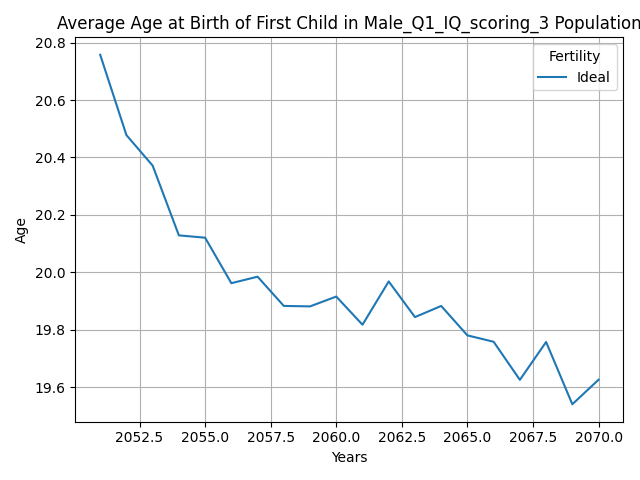 Average Age at Birth of First Child in Male_Q1_IQ_scoring_3 Population
Fertility
Ideal
Age
20.8
20.6
20.4
20.2
20.0
19.8
19.6
2052.5 2055.0 2057.5 2060.0 2062.5 2065.0 2067.5 2070.0
Years